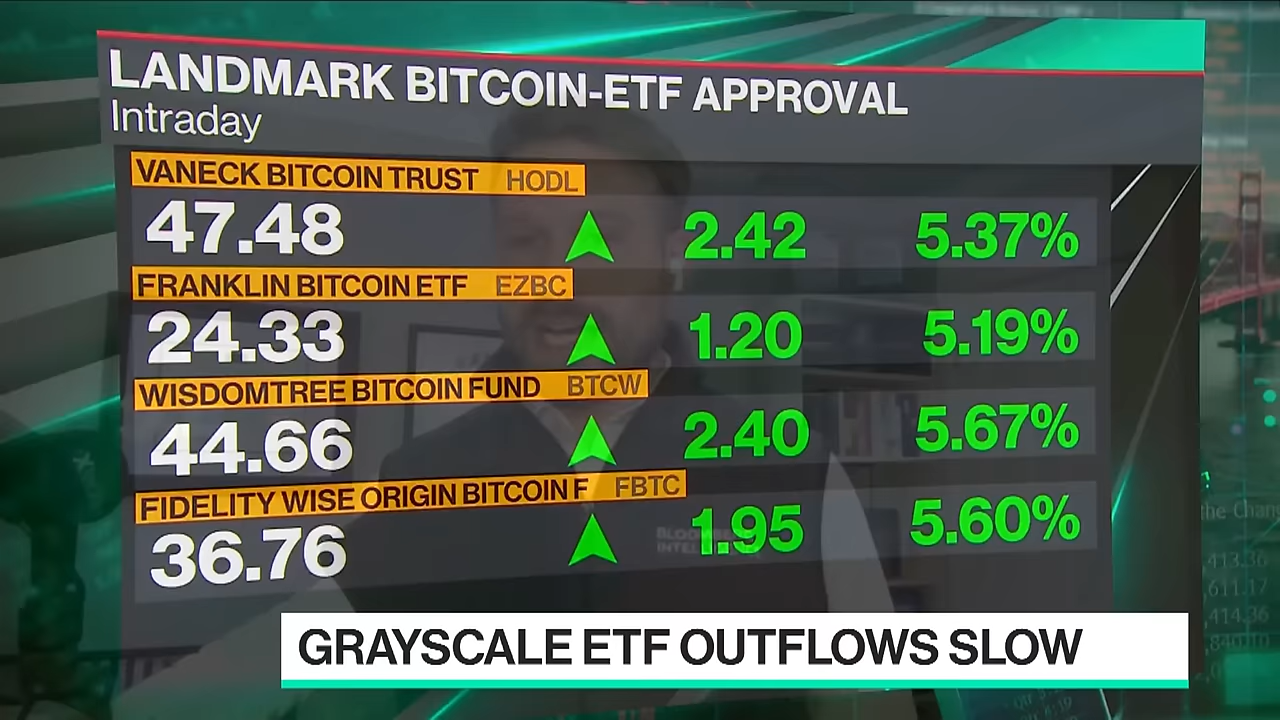 LANDMARK BITCOIN-ETF APPROVAL
Intraday
VANECK BITCOIN TRUST HODL
47.48 2.42 5.37%
FRANKLIN BITCOIN ETF EZBC
24.33 1.20 5.19%
WISDOMTREE BITCOIN FUND BTCW
44.66 2.40 5.67%
FIDELITY WISE ORIGIN BITCOIN F FBTC
36.76 1.95 5.60%
GRAYSCALE ETF OUTFLOWS SLOW